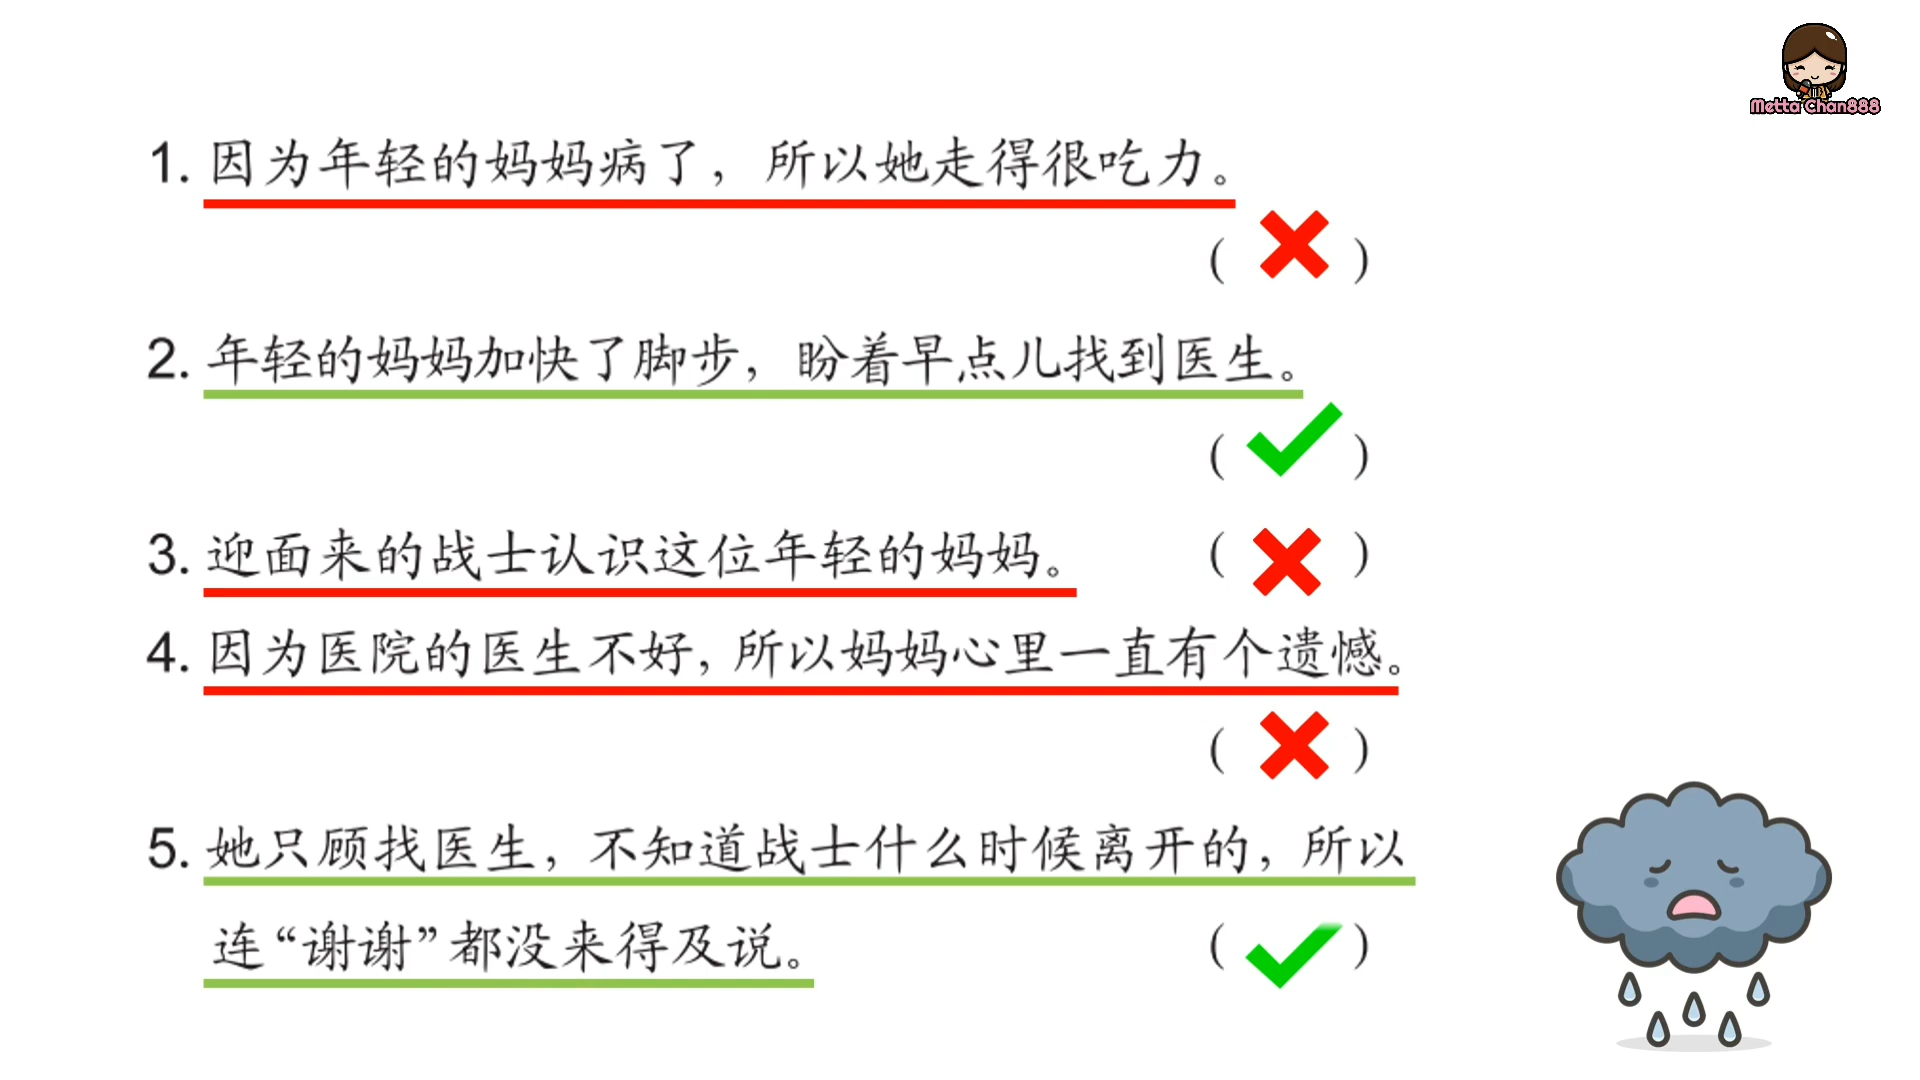 Metta Chan888
1. 因为年轻的妈妈病了，所以她走得很吃力。
( )
2. 年轻的妈妈加快了脚步，盼着早点儿找到医生。
( )
3. 迎面来的战士认识这位年轻的妈妈。 ( )
4. 因为医院的医生不好，所以妈妈心里一直有个遗憾。
( )
5. 她只顾找医生，不知道战士什么时候离开的，所以
连“谢谢”都没来得及说。 ( )